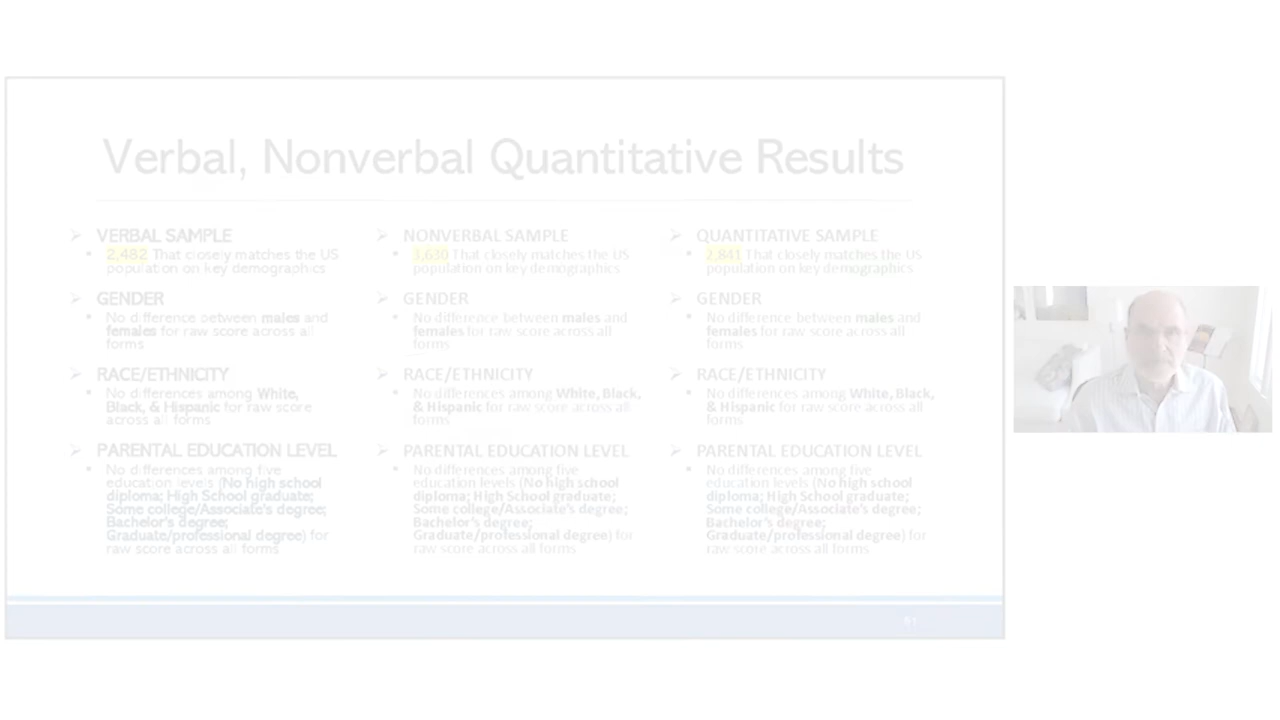 Verbal, Nonverbal Quantitative Results
VERBAL SAMPLE
2,482 That closely matches the US
population on key demographics
GENDER
No difference between males and
females for raw score across all
forms
RACE/ETHNICITY
No differences among White,
Black, & Hispanic for raw score
across all forms
PARENTAL EDUCATION LEVEL
No differences among five
education levels (No high school
diploma; High School graduate;
Some college/Associate's degree;
Bachelor's degree;
Graduate/professional degree) for
raw score across all forms
NONVERBAL SAMPLE
3,630 That closely matches the US
population on key demographics
GENDER
No difference between males and
females for raw score across all
forms
RACE/ETHNICITY
No differences among White, Black,
& Hispanic for raw score across all
forms
PARENTAL EDUCATION LEVEL
No differences among five
education levels (No high school
diploma; High School graduate;
Some college/Associate's degree;
Bachelor's degree;
Graduate/professional degree) for
raw score across all forms
QUANTITATIVE SAMPLE
2,841 That closely matches the US
population on key demographics
GENDER
No difference between males and
females for raw score across all
forms
RACE/ETHNICITY
No differences among White, Black,
& Hispanic for raw score across all
forms
PARENTAL EDUCATION LEVEL
No differences among five
education levels (No high school
diploma; High School graduate;
Some college/Associate's degree;
Bachelor's degree;
Graduate/professional degree) for
raw score across all forms